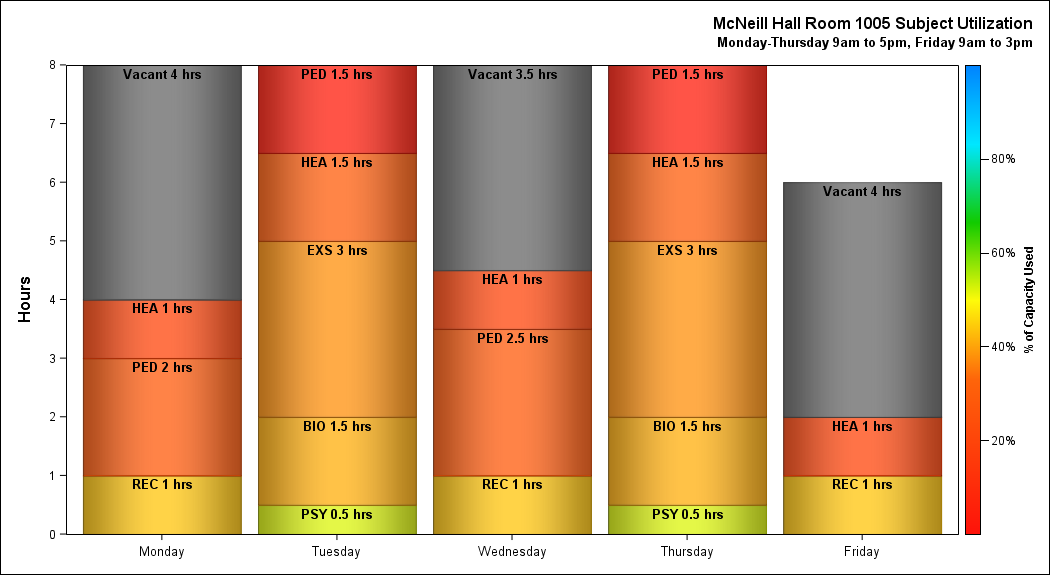 McNeill Hall Room 1005 Subject Utilization
Monday-Thursday 9am to 5pm, Friday 9am to 3pm
Hours
8
7
6
5
4
3
2
1
0
Vacant 4 hrs
HEA 1 hrs
PED 2 hrs
REC 1 hrs
PED 1.5 hrs
HEA 1.5 hrs
EXS 3 hrs
BIO 1.5 hrs
PSY 0.5 hrs
Vacant 3.5 hrs
HEA 1 hrs
PED 2.5 hrs
REC 1 hrs
PED 1.5 hrs
HEA 1.5 hrs
EXS 3 hrs
BIO 1.5 hrs
PSY 0.5 hrs
Vacant 4 hrs
HEA 1 hrs
REC 1 hrs
Monday
Tuesday
Wednesday
Thursday
Friday
80%
60%
40%
20%
% of Capacity Used